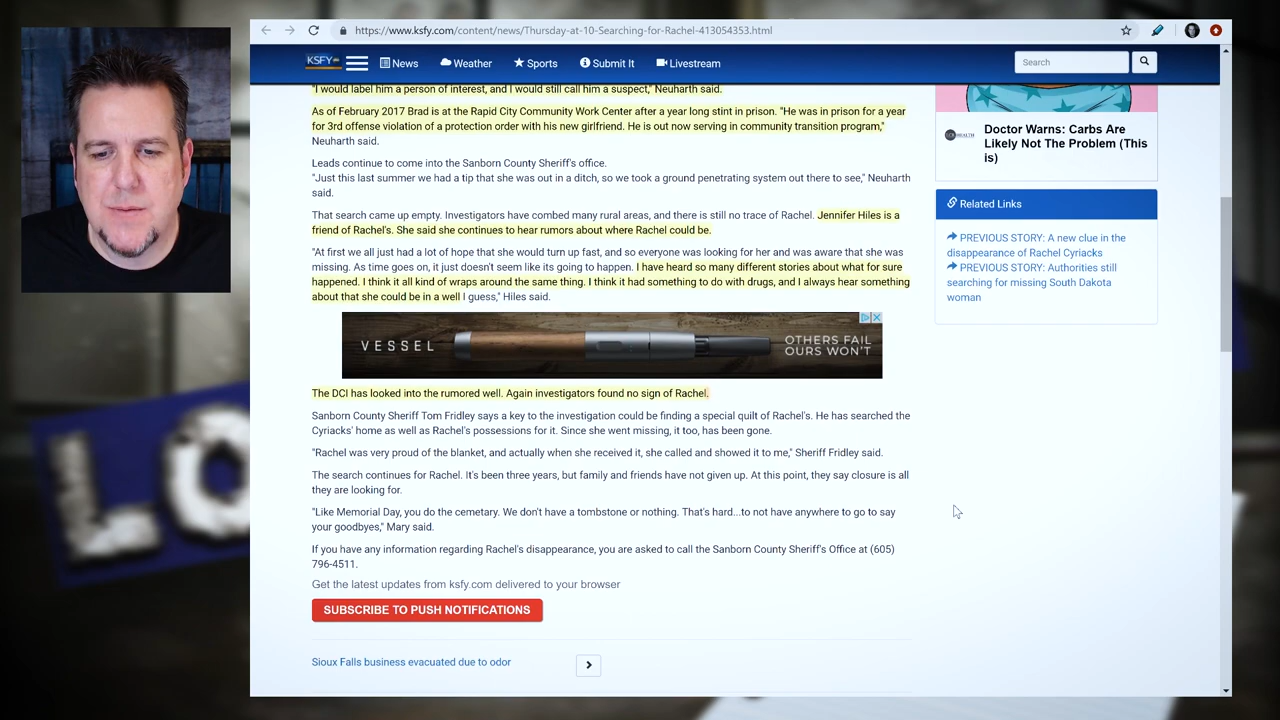 https://www.ksfy.com/content/news/Thursday-at-10-Searching-for-Rachel-413054353.html
KSFY
News
Weather
Sports
Submit It
Livestream
Search
"I would label him a person of interest, and I would still call him a suspect," Neuharth said.
As of February 2017 Brad is at the Rapid City Community Work Center after a year long stint in prison. "He was in prison for a year
for 3rd offense violation of a protection order with his new girlfriend. He is out now serving in community transition program,"
Neuharth said.
Leads continue to come into the Sanborn County Sheriff's office.
"Just this last summer we had a tip that she was out in a ditch, so we took a ground penetrating system out there to see," Neuharth
said.
That search came up empty. Investigators have combed many rural areas, and there is still no trace of Rachel. Jennifer Hiles is a
friend of Rachel's. She said she continues to hear rumors about where Rachel could be.
"At first we all just had a lot of hope that she would turn up fast, and so everyone was looking for her and was aware that she was
missing. As time goes on, it just doesn't seem like its going to happen. I have heard so many different stories about what for sure
happened. I think it all kind of wraps around the same thing. I think it had something to do with drugs, and I always hear something
about that she could be in a well I guess," Hiles said.
VESSEL
OTHERS FAIL
OURS WON'T
The DCI has looked into the rumored well. Again investigators found no sign of Rachel.
Sanborn County Sheriff Tom Fridley says a key to the investigation could be finding a special quilt of Rachel's. He has searched the
Cyriacks' home as well as Rachel's possessions for it. Since she went missing, it too, has been gone.
"Rachel was very proud of the blanket, and actually when she received it, she called and showed it to me," Sheriff Fridley said.
The search continues for Rachel. It's been three years, but family and friends have not given up. At this point, they say closure is all
they are looking for.
"Like Memorial Day, you do the cemetary. We don't have a tombstone or nothing. That's hard...to not have anywhere to go to say
your goodbyes," Mary said.
If you have any information regarding Rachel's disappearance, you are asked to call the Sanborn County Sheriff's Office at (605)
796-4511.
Get the latest updates from ksfy.com delivered to your browser
SUBSCRIBE TO PUSH NOTIFICATIONS
Sioux Falls business evacuated due to odor
Doctor Warns: Carbs Are
Likely Not The Problem (This
is)
Related Links
PREVIOUS STORY: A new clue in the
disappearance of Rachel Cyriacks
PREVIOUS STORY: Authorities still
searching for missing South Dakota
woman
LO